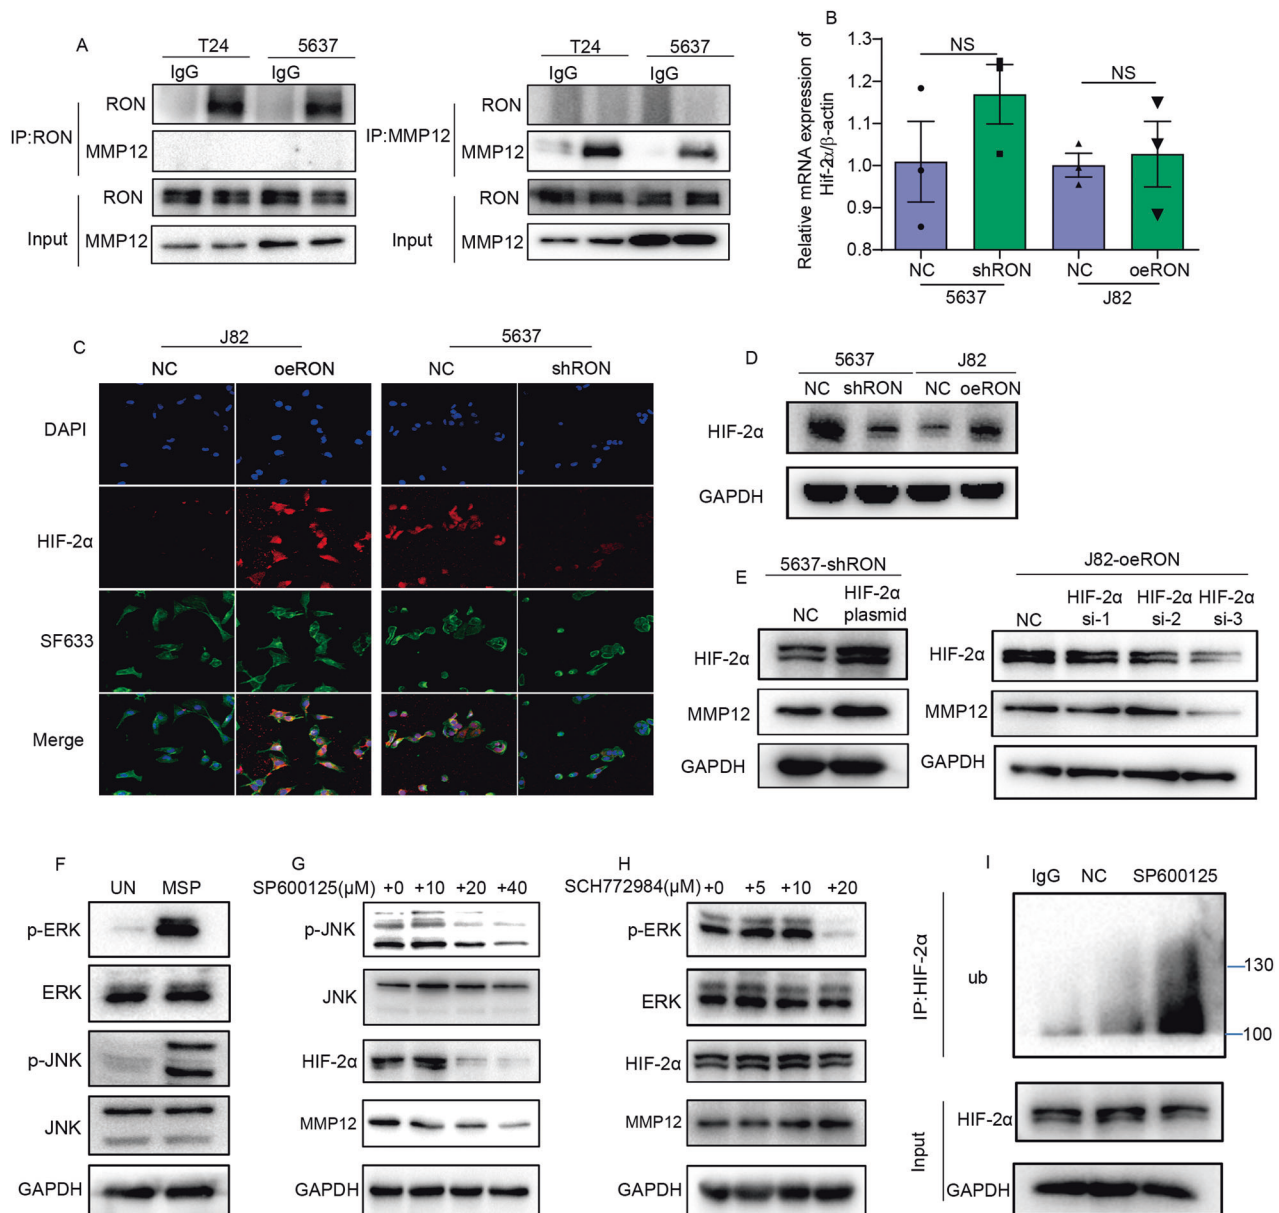 A
T24 5637
IgG IgG
RON
IP:RON
MMP12
RON
Input
MMP12
T24 5637
IgG IgG
RON
IP:MMP12
MMP12
RON
Input MMP12
B
Relative mRNA expression of
Hif-2α/β-actin
1.3
1.2
1.1
1.0
0.9
0.8
NS
NS
NC shRON NC oeRON
5637 J82
C
J82 5637
NC oeRON NC shRON
DAPI
HIF-2α
SF633
Merge
D
5637 J82
NC shRON NC oeRON
HIF-2α
GAPDH
E
5637-shRON
HIF-2α
NC plasmid
HIF-2α
MMP12
GAPDH
J82-oeRON
HIF-2α HIF-2α HIF-2α
NC si-1 si-2 si-3
HIF-2α
MMP12
GAPDH
F
UN MSP
p-ERK
ERK
p-JNK
JNK
GAPDH
G
SP600125(μM) +0 +10 +20 +40
p-JNK
JNK
HIF-2α
MMP12
GAPDH
H
SCH772984(μM) +0 +5 +10 +20
p-ERK
ERK
HIF-2α
MMP12
GAPDH
I
IgG NC SP600125
IP:HIF-2α
ub
130
100
Input
HIF-2α
GAPDH